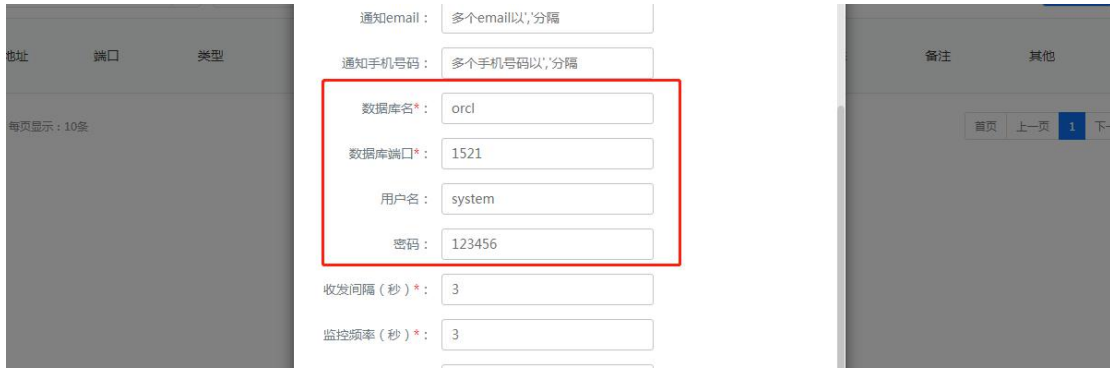 通知email： 多个email以','分隔
地址 端口 类型 通知手机号码： 多个手机号码以','分隔 备注 其他
数据库名*： orcl
每页显示：10条 首页 上一页 1 下一
数据库端口*： 1521
用户名： system
密码： 123456
收发间隔（秒）*： 3
监控频率（秒）*： 3